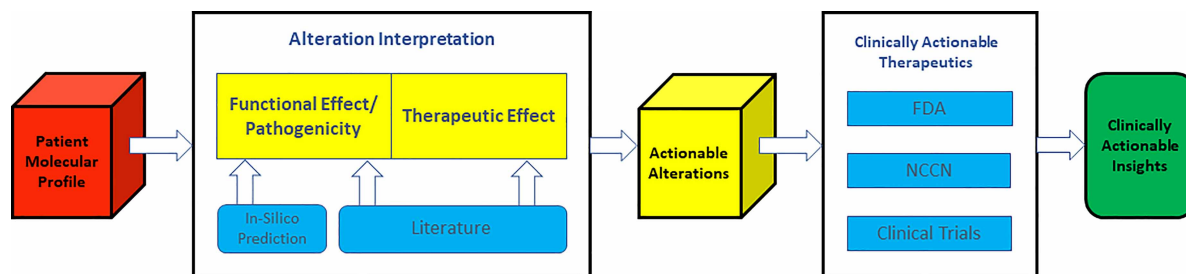 Patient
Molecular
Profile
Alteration Interpretation
Functional Effect/
Pathogenicity
Therapeutic Effect
In-Silico
Prediction
Literature
Actionable
Alterations
Clinically Actionable
Therapeutics
FDA
NCCN
Clinical Trials
Clinically
Actionable
Insights